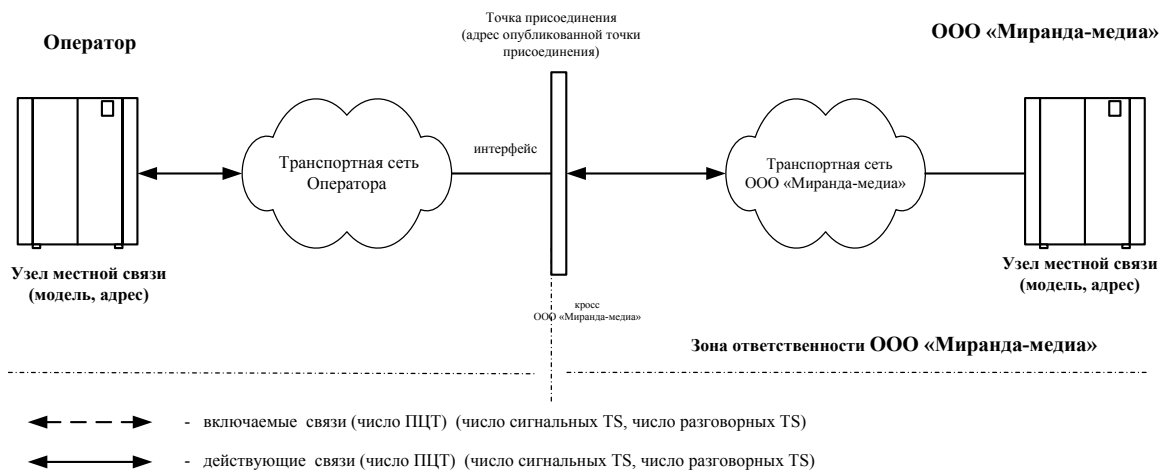 Точка присоединения
(адрес опубликованной точки
присоединения)
Оператор
ООО «Миранда-медиа»
интерфейс
Транспортная сеть
Оператора
Транспортная сеть
ООО «Миранда-медиа»
Узел местной связи
(модель, адрес)
Узел местной связи
(модель, адрес)
кросс
ООО «Миранда-медиа»
Зона ответственности ООО «Миранда-медиа»
- включаемые связи (число ПЦТ) (число сигнальных TS, число разговорных TS)
- действующие связи (число ПЦТ) (число сигнальных TS, число разговорных TS)